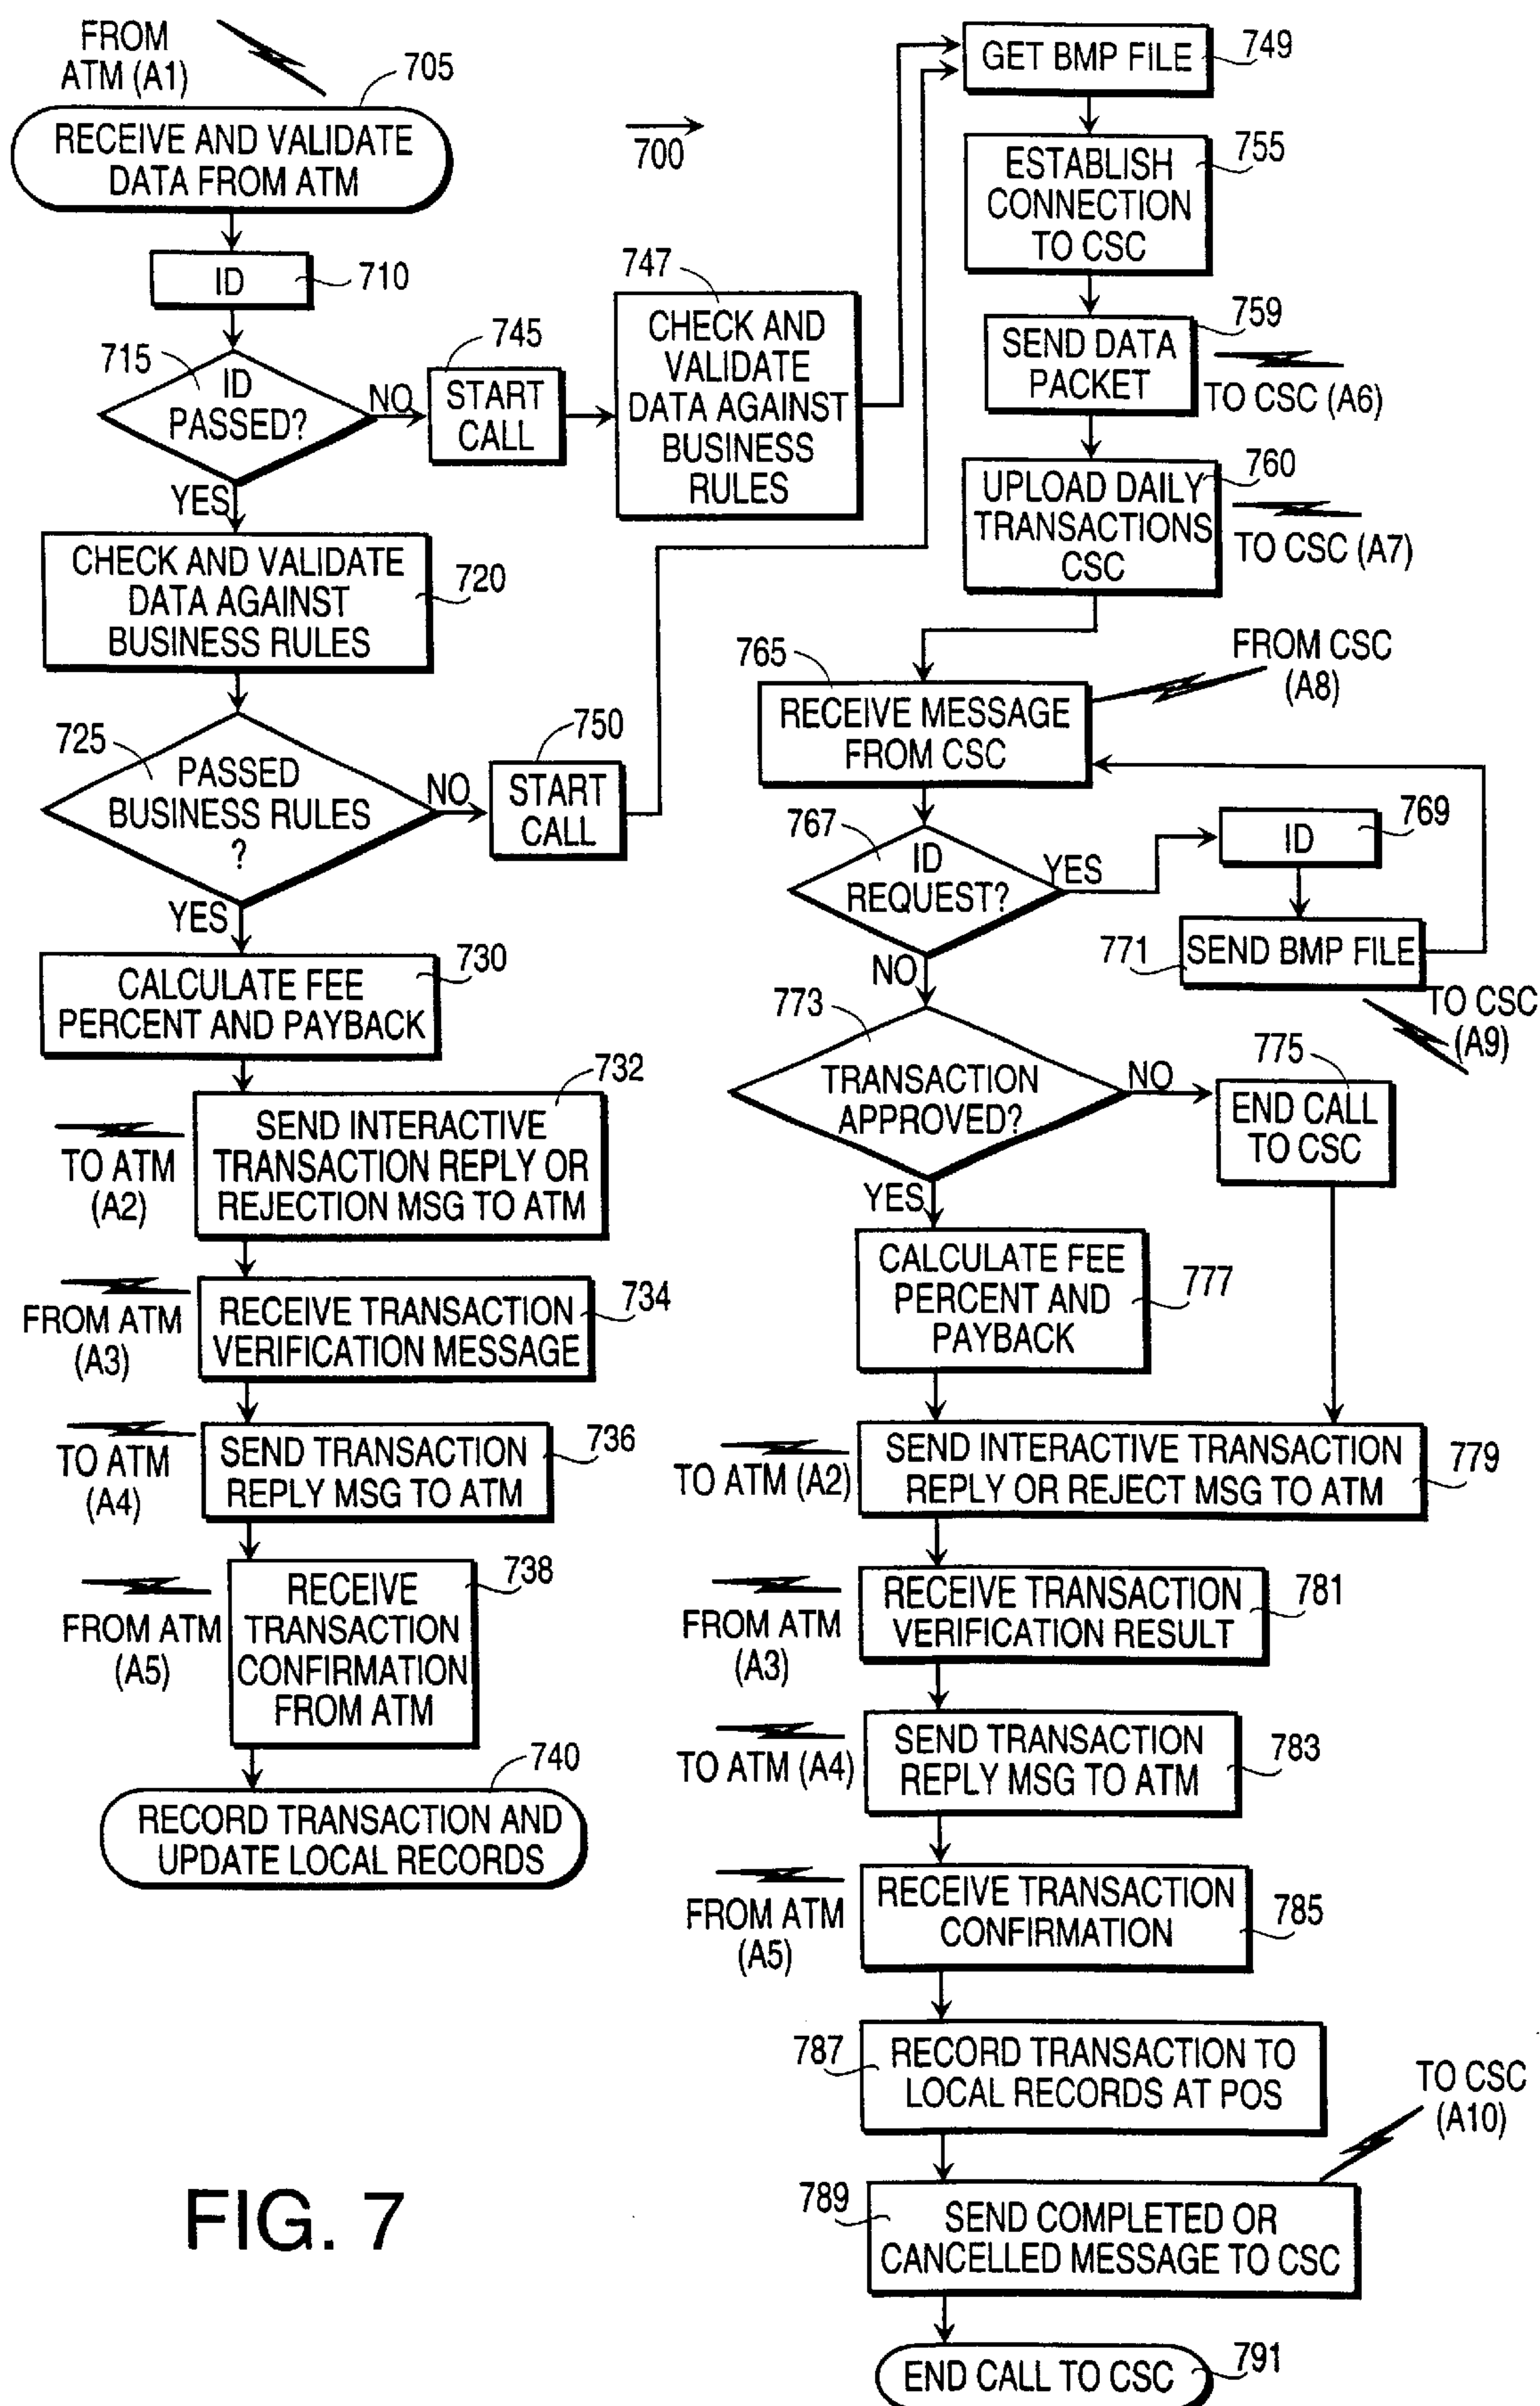 FROM
ATM (A1)
705
RECEIVE AND VALIDATE
DATA FROM ATM
700
ID
710
715
ID
PASSED?
NO
YES
745
START
CALL
747
CHECK AND
VALIDATE
DATA AGAINST
BUSINESS
RULES
CHECK AND VALIDATE
DATA AGAINST
BUSINESS RULES
720
725
PASSED
BUSINESS RULES
?
NO
YES
750
START
CALL
CALCULATE FEE
PERCENT AND PAYBACK
730
732
SEND INTERACTIVE
TRANSACTION REPLY OR
REJECTION MSG TO ATM
TO ATM
(A2)
734
RECEIVE TRANSACTION
VERIFICATION MESSAGE
FROM ATM
(A3)
SEND TRANSACTION
REPLY MSG TO ATM
736
TO ATM
(A4)
738
RECEIVE
TRANSACTION
CONFIRMATION
FROM ATM
FROM ATM
(A5)
740
RECORD TRANSACTION AND
UPDATE LOCAL RECORDS
GET BMP FILE
749
ESTABLISH
CONNECTION
TO CSC
755
SEND DATA
PACKET
759
TO CSC (A6)
UPLOAD DAILY
TRANSACTIONS
CSC
760
TO CSC (A7)
765
RECEIVE MESSAGE
FROM CSC
FROM CSC
(A8)
767
ID
REQUEST?
YES
NO
ID
769
771
SEND BMP FILE
TO CSC
(A9)
773
TRANSACTION
APPROVED?
NO
YES
775
END CALL
TO CSC
CALCULATE FEE
PERCENT AND
PAYBACK
777
TO ATM (A2)
SEND INTERACTIVE TRANSACTION
REPLY OR REJECT MSG TO ATM
779
FROM ATM
(A3)
RECEIVE TRANSACTION
VERIFICATION RESULT
781
TO ATM (A4)
SEND TRANSACTION
REPLY MSG TO ATM
783
FROM ATM
(A5)
RECEIVE TRANSACTION
CONFIRMATION
785
787
RECORD TRANSACTION TO
LOCAL RECORDS AT POS
TO CSC
(A10)
789
SEND COMPLETED OR
CANCELLED MESSAGE TO CSC
END CALL TO CSC
791
FIG. 7